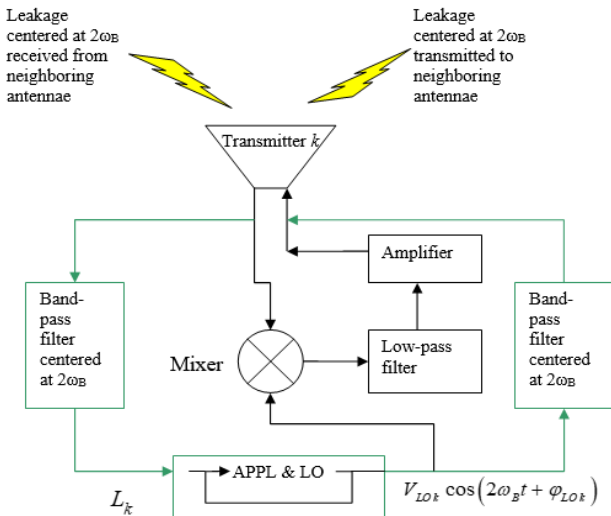 Leakage
centered at 2ωB
received from
neighboring
antennae
Leakage
centered at 2ωB
transmitted to
neighboring
antennae
Transmitter k
Amplifier
Band-
pass
filter
centered
at 2ωB
Mixer
Low-pass
filter
Band-
pass
filter
centered
at 2ωB
APPL & LO
Lk
VLOk cos(2ωBt + φLOk)